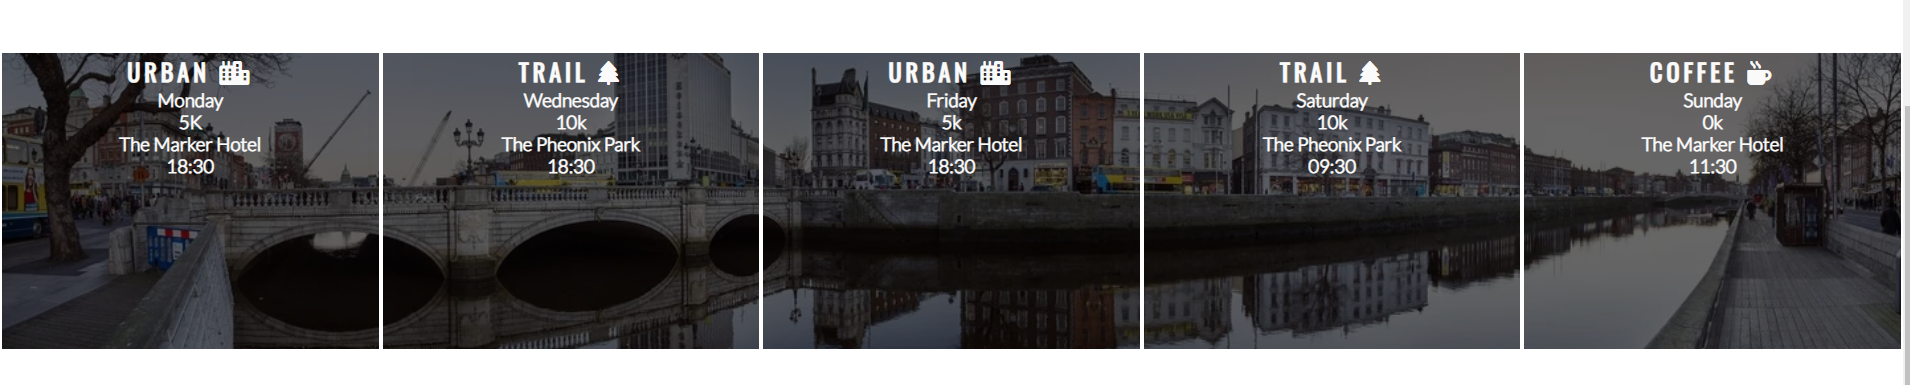 URBAN
Monday
5K
The Marker Hotel
18:30
TRAIL
Wednesday
10k
The Pheonix Park
18:30
URBAN
Friday
5k
The Marker Hotel
18:30
TRAIL
Saturday
10k
The Pheonix Park
09:30
COFFEE
Sunday
0k
The Marker Hotel
11:30